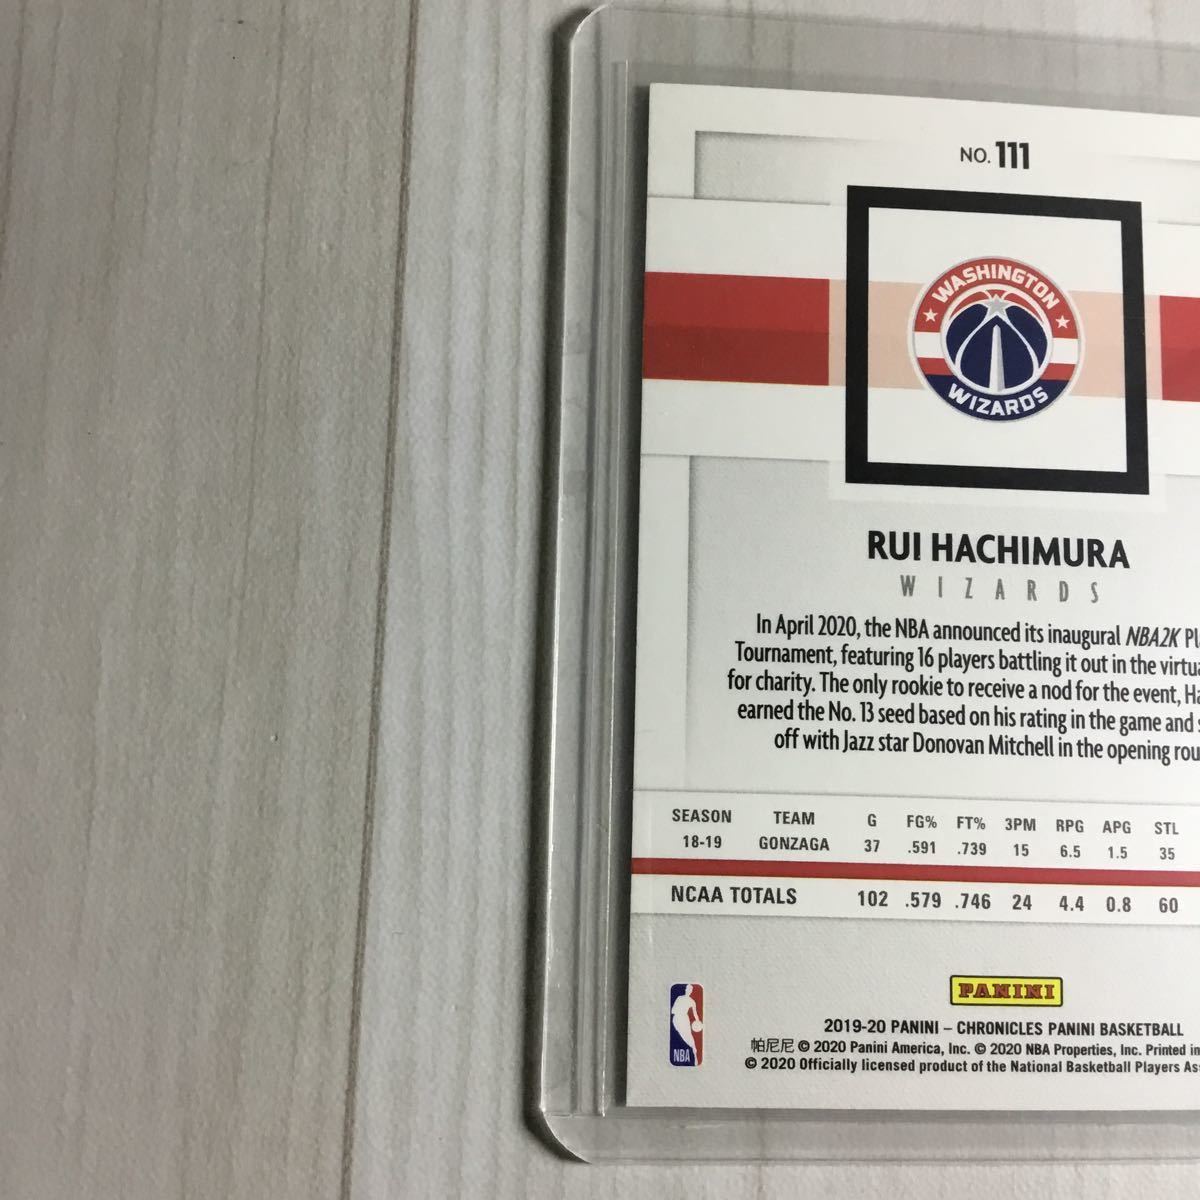 NO. 111
WASHINGTON
WIZARDS
RUI HACHIMURA
WIZARDS
In April 2020, the NBA announced its inaugural NBA2K
Tournament, featuring 16 players battling it out in the
for charity. The only rookie to receive a nod for the event,
earned the No. 13 seed based on his rating in the game and
off with Jazz star Donovan Mitchell in the opening
SEASON TEAM G FG% FT% 3PM RPG APG STL
18-19 GONZAGA 37 .591 .739 15 6.5 1.5 35
NCAA TOTALS 102 .579 .746 24 4.4 0.8 60
PANINI
NBA
2019-20 PANINI – CHRONICLES PANINI BASKETBALL
帕尼尼 © 2020 Panini America, Inc. © 2020 NBA Properties, Inc. Printed in
© 2020 Officially licensed product of the National Basketball Players